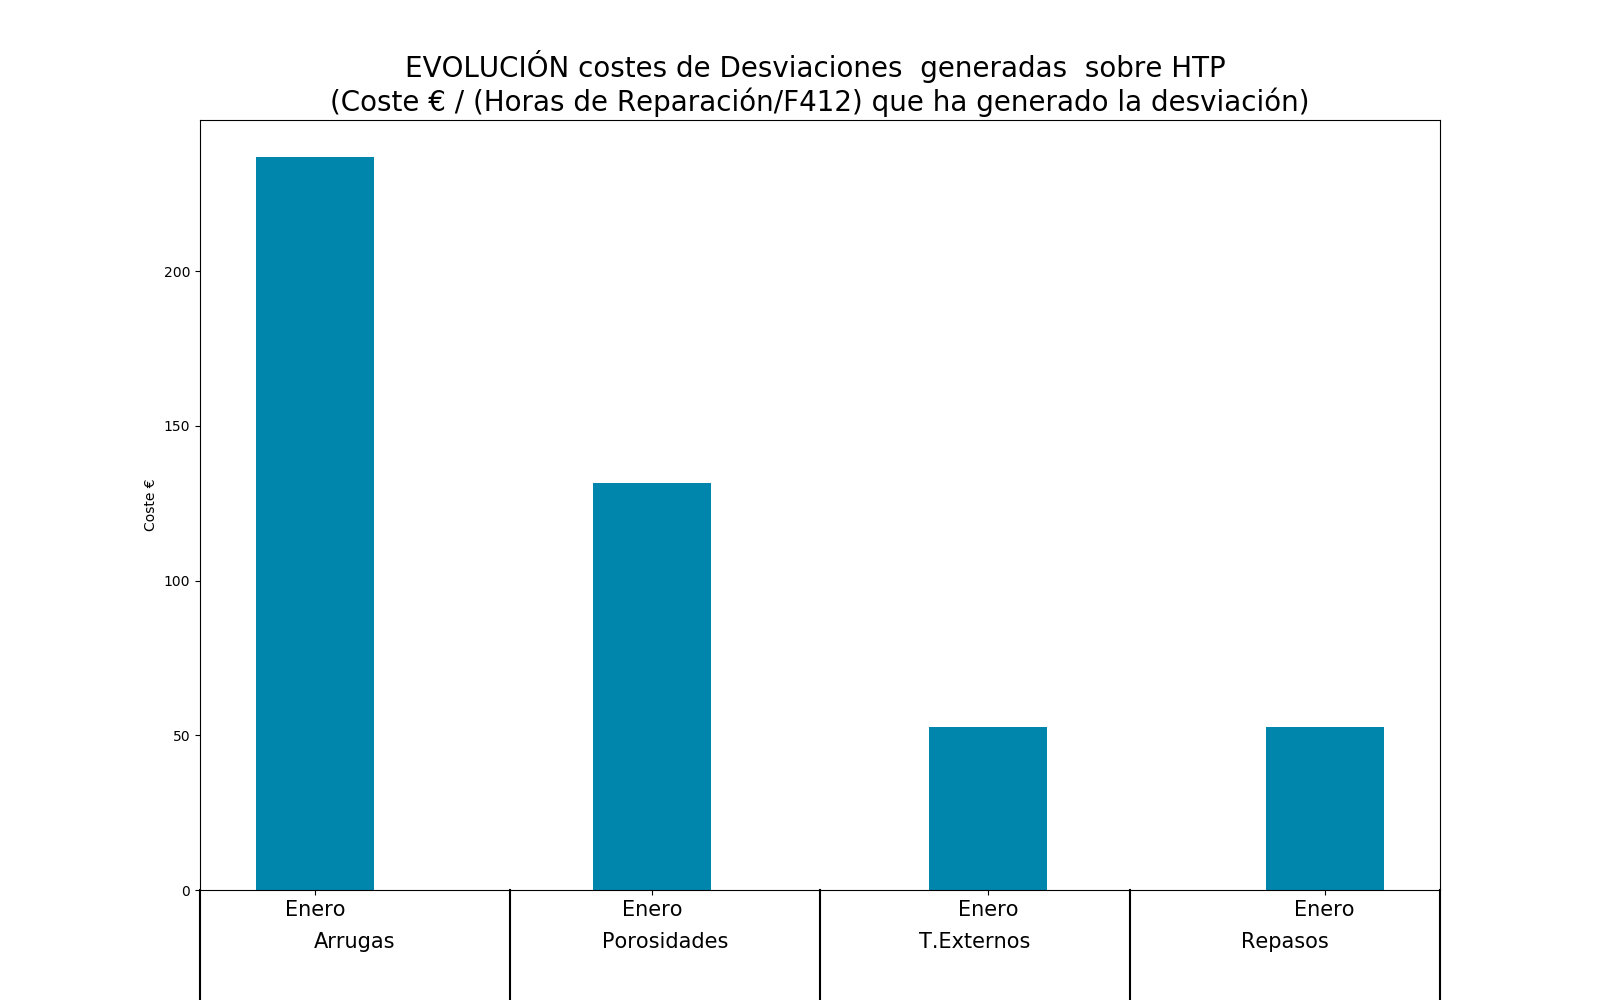 EVOLUCIÓN costes de Desviaciones  generadas  sobre HTP
(Coste € / (Horas de Reparación/F412) que ha generado la desviación)
200
150
100
50
0
Coste €
Enero Enero Enero Enero
Arrugas Porosidades T.Externos Repasos